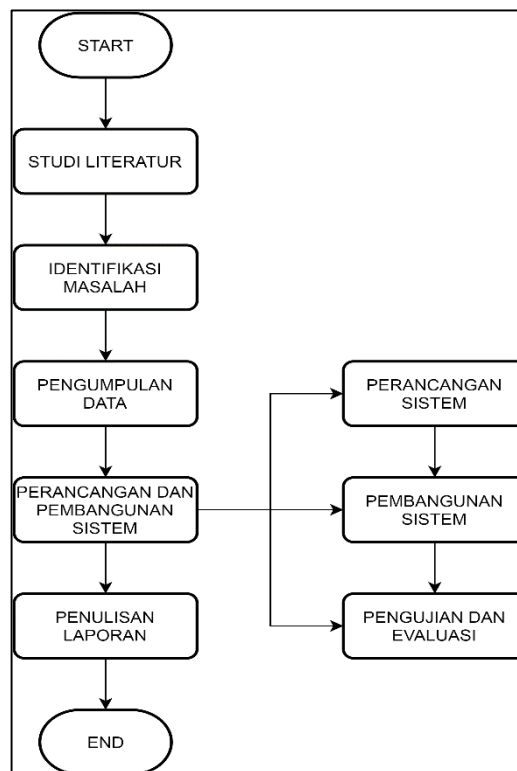 START
STUDI LITERATUR
IDENTIFIKASI
MASALAH
PENGUMPULAN
DATA
PERANCANGAN DAN
PEMBANGUNAN
SISTEM
PENULISAN
LAPORAN
END
PERANCANGAN
SISTEM
PEMBANGUNAN
SISTEM
PENGUJIAN DAN
EVALUASI